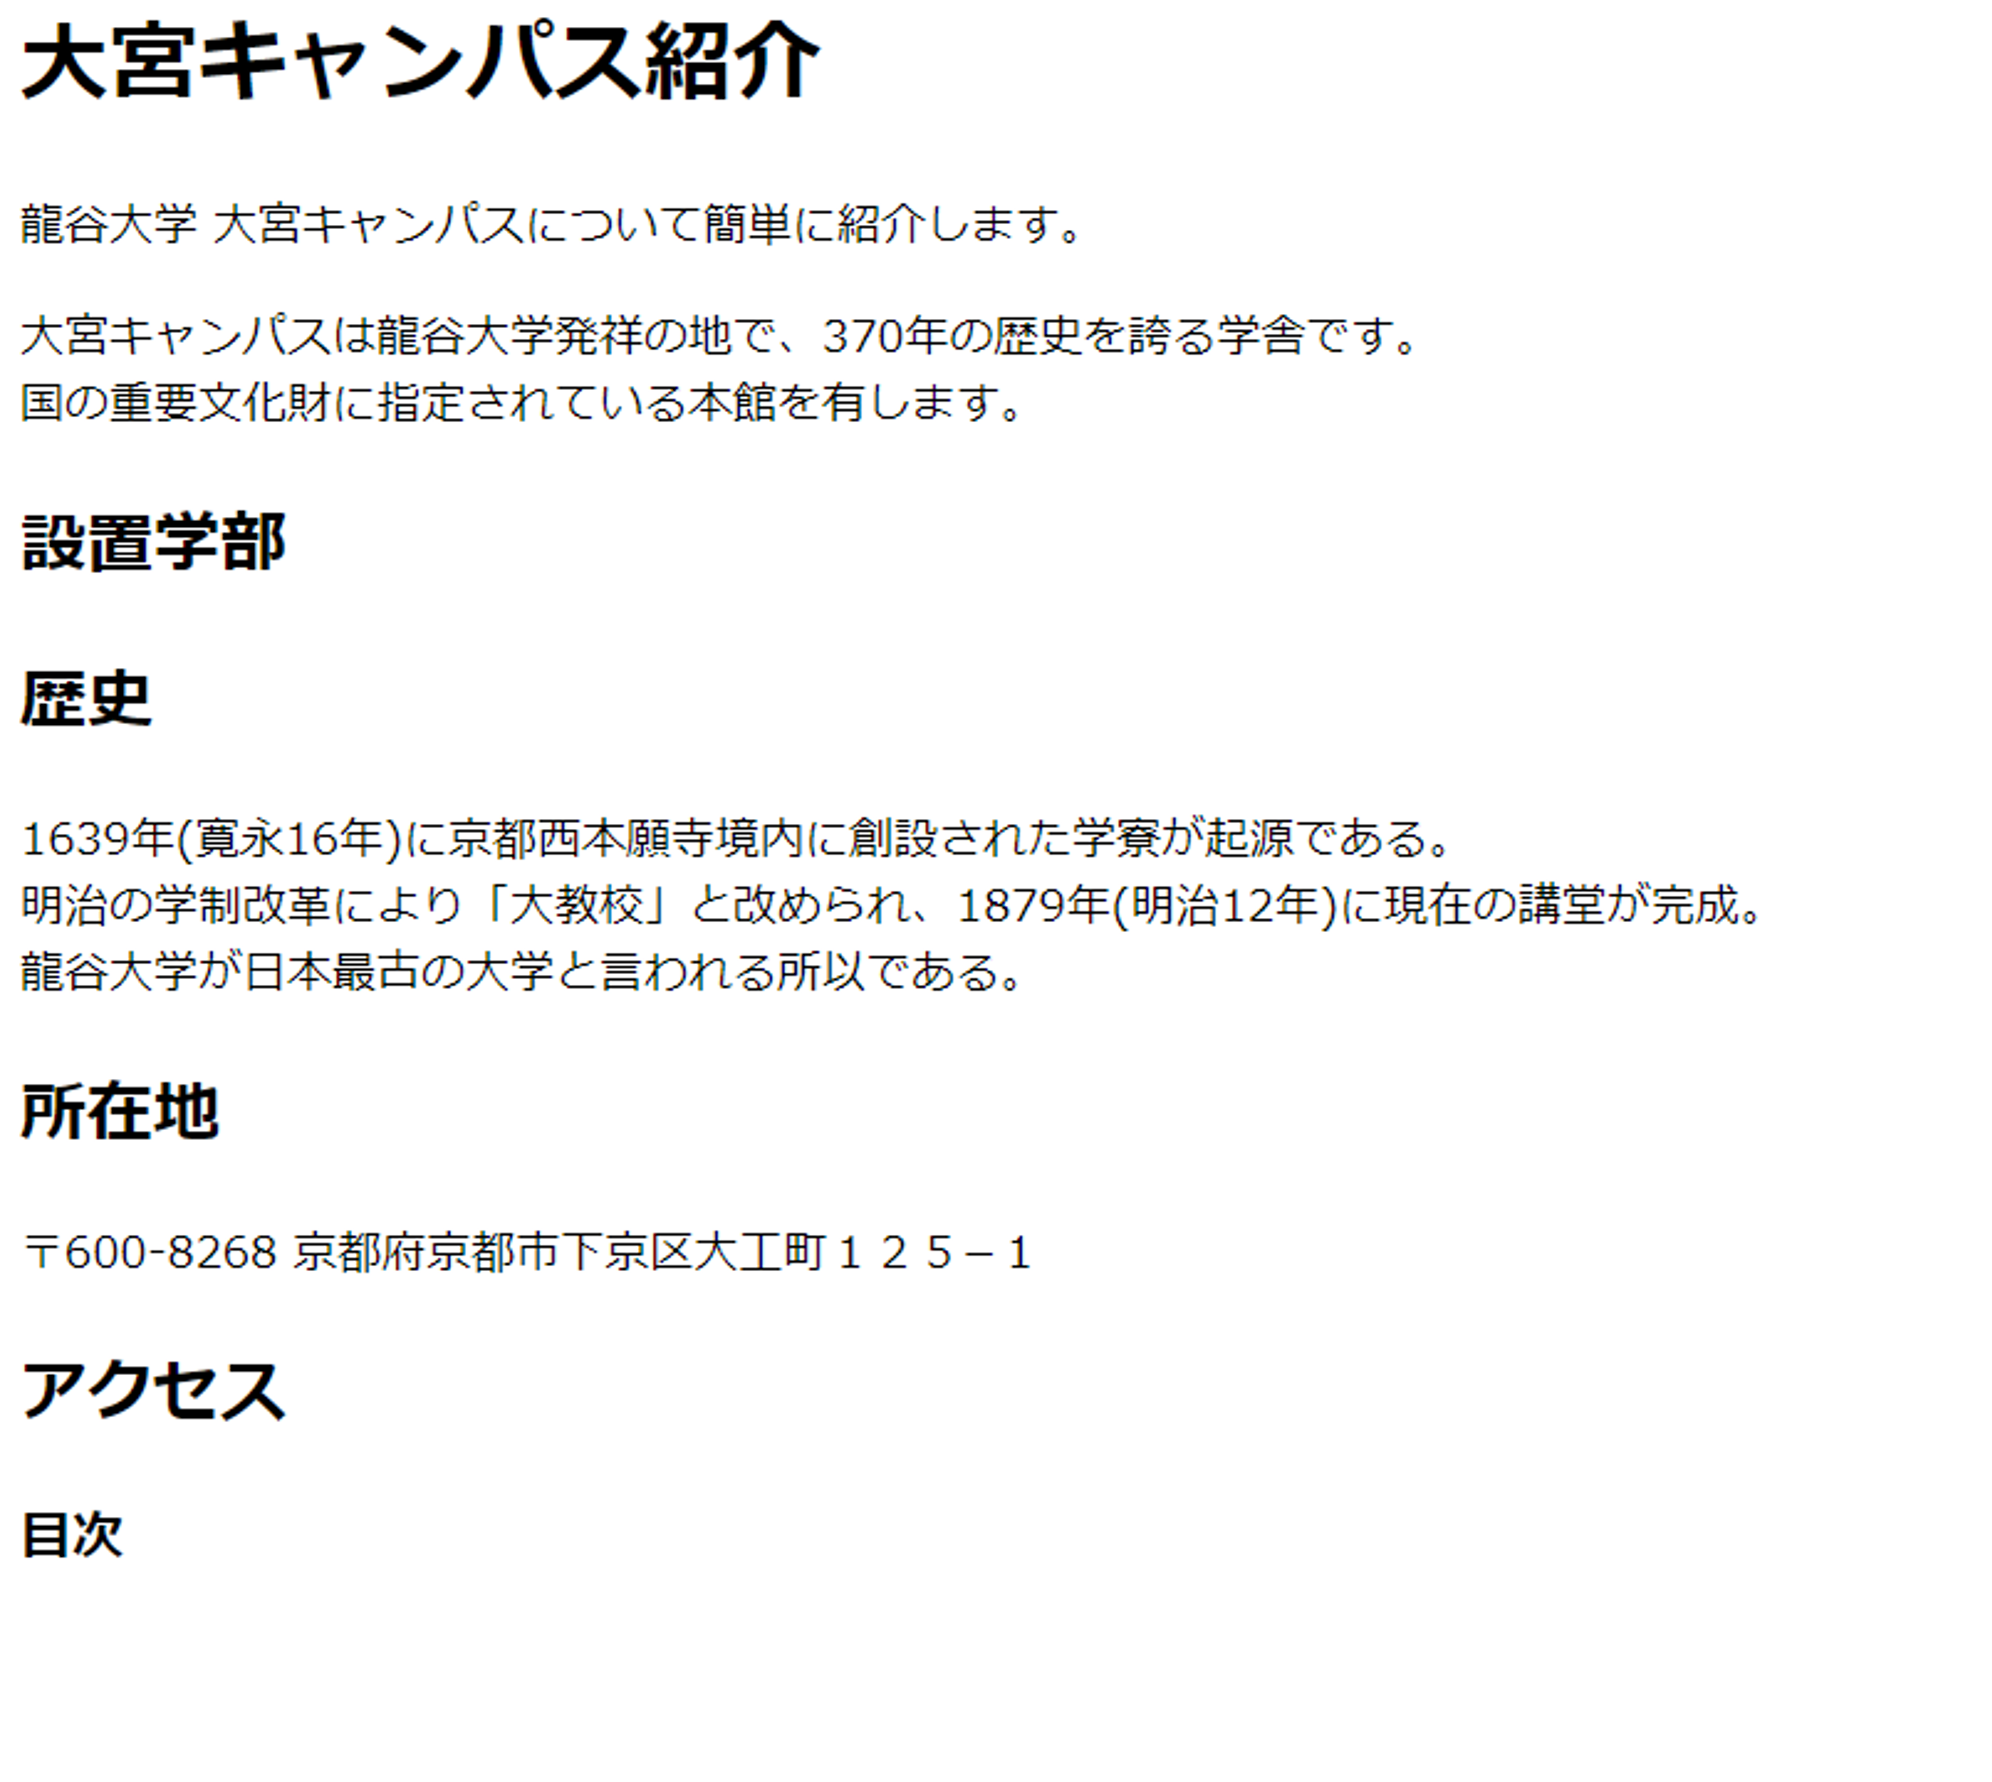 大宮キャンパス紹介
龍谷大学 大宮キャンパスについて簡単に紹介します。
大宮キャンパスは龍谷大学発祥の地で、370年の歴史を誇る学舎です。
国の重要文化財に指定されている本館を有します。
設置学部
歴史
1639年(寛永16年)に京都西本願寺境内に創設された学寮が起源である。
明治の学制改革により「大教校」と改められ、1879年(明治12年)に現在の講堂が完成。
龍谷大学が日本最古の大学と言われる所以である。
所在地
〒600-8268 京都府京都市下京区大工町１２５−１
アクセス
目次